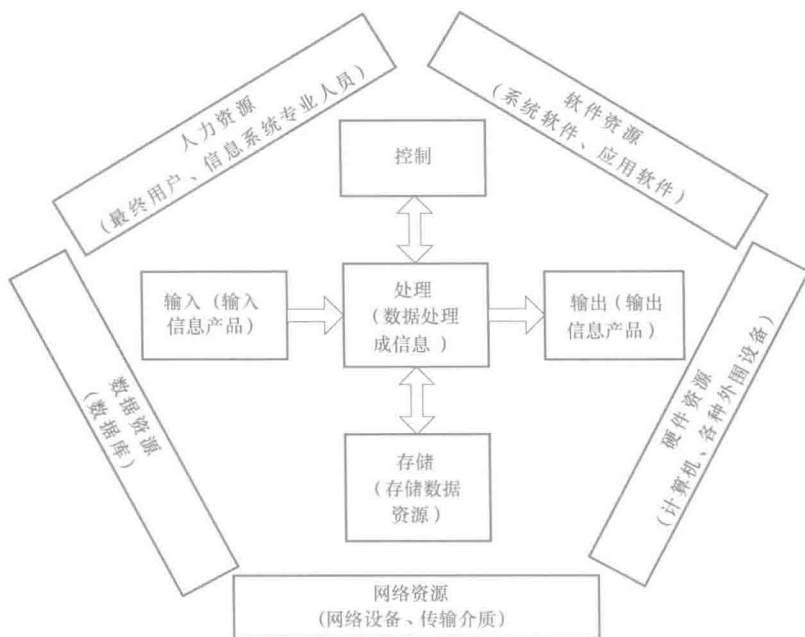 人力资源
(最终用户、信息系统专业人员)
软件资源
(系统软件、应用软件)
控制
输入 (输入
信息产品)
处理
(数据处理
成信息)
输出 (输出
信息产品)
数据资源
(数据库)
硬件资源
(计算机、各种外围设备)
存储
(存储数据
资源)
网络资源
(网络设备、传输介质)